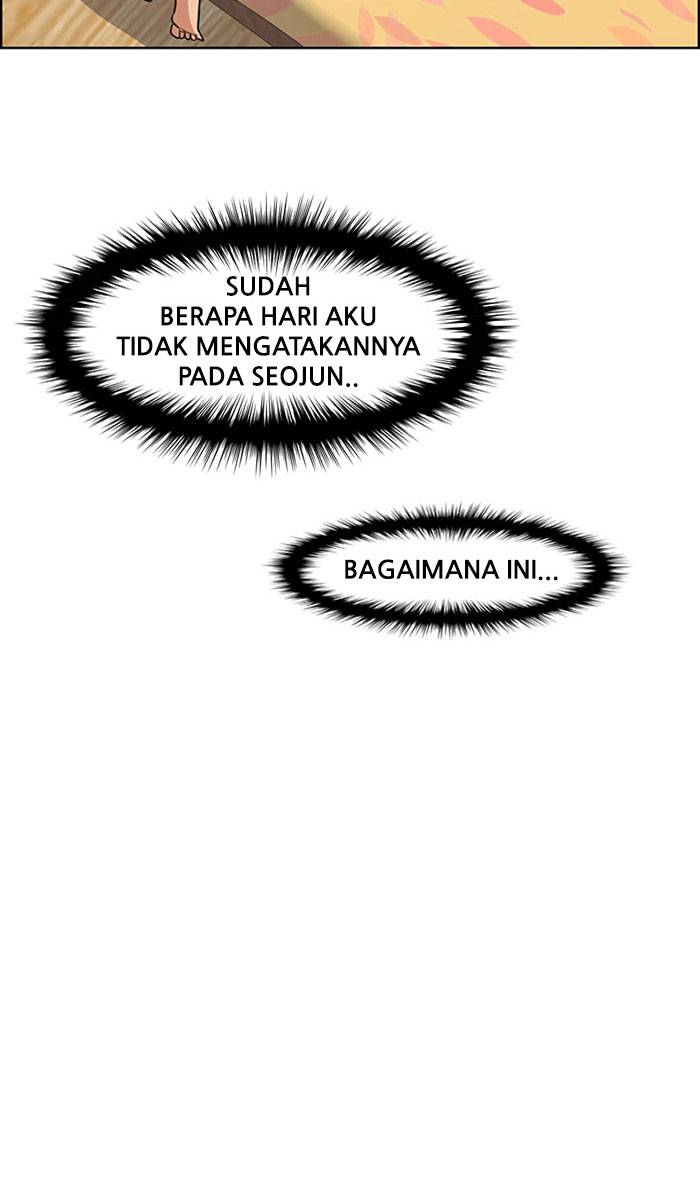 SUDAH
BERAPA HARI AKU
TIDAK MENGATAKANNYA
PADA SEOJUN..
BAGAIMANA INI...